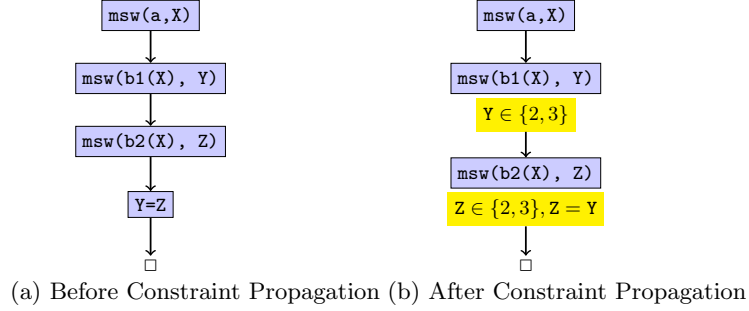 msw(a,X)
msw(b1(X), Y)
msw(b2(X), Z)
Y=Z
□
(a) Before Constraint Propagation
msw(a,X)
msw(b1(X), Y)
Y ∈ {2, 3}
msw(b2(X), Z)
Z ∈ {2, 3}, Z = Y
□
(b) After Constraint Propagation